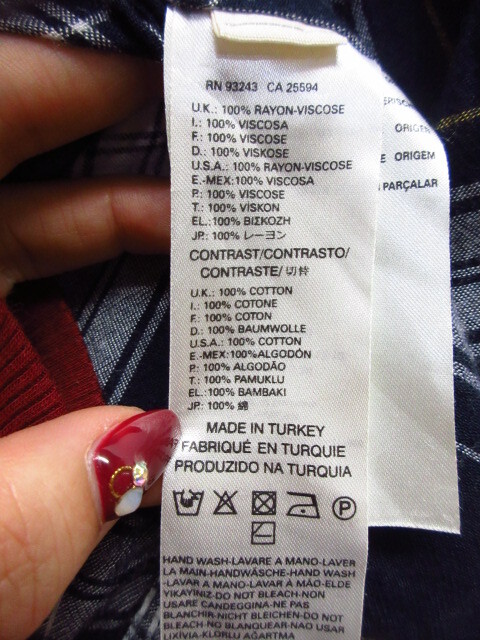 RN 93243 CA 25594
U.K.: 100% RAYON-VISCOSE
I.: 100% VISCOSA
F.: 100% VISCOSE
D.: 100% VISKOSE
U.S.A.: 100% RAYON-VISCOSE
E.-MEX:100%VISCOSA
P.: 100% VISCOSE
T.: 100% VISKON
EL.:100% ΒΙΣΚΟΖΗ
JP.: 100% レーヨン
CONTRAST/CONTRASTO/
CONTRASTE/ 切替
U.K.: 100% COTTON
I.: 100% COTONE
F.: 100% COTON
D.: 100% BAUMWOLLE
U.S.A.: 100% COTTON
E.-MEX:100%ALGODÓN
P.: 100% ALGODÃO
T.: 100% PAMUKLU
EL.: 100% BAMBAKI
JP.: 100% 綿
MADE IN TURKEY
FABRIQUÉ EN TURQUIE
PRODUZIDO NA TURQUIA
P
HAND WASH-LAVARE A MANO-LAVER
LA MAIN-HANDWÄSCHE-HAND WASH
-LAVAR A MANO-LAVAR A MÃO-ELDE
YIKAYINIZ-DO NOT BLEACH-NON
USARE CANDEGGINA-NE PAS
BLANCHIR-NICHT BLEICHEN-DO NOT
BLEACH-NO BLANQUEAR-NAO USAR
LIXÍVIA-KLORLU AĞARTMA
ORIGEN
E ORIGEM
PARÇALAR